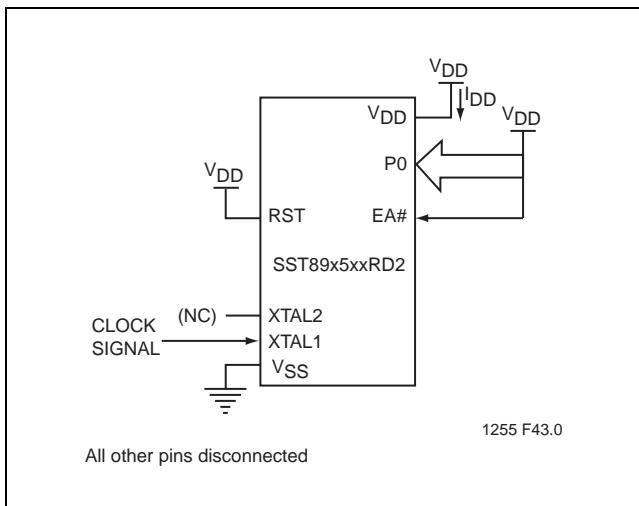 VDD
IDD
VDD
VDD
P0
VDD
RST
EA#
SST89x5xxRD2
(NC)
XTAL2
CLOCK
SIGNAL
XTAL1
VSS
1255 F43.0
All other pins disconnected